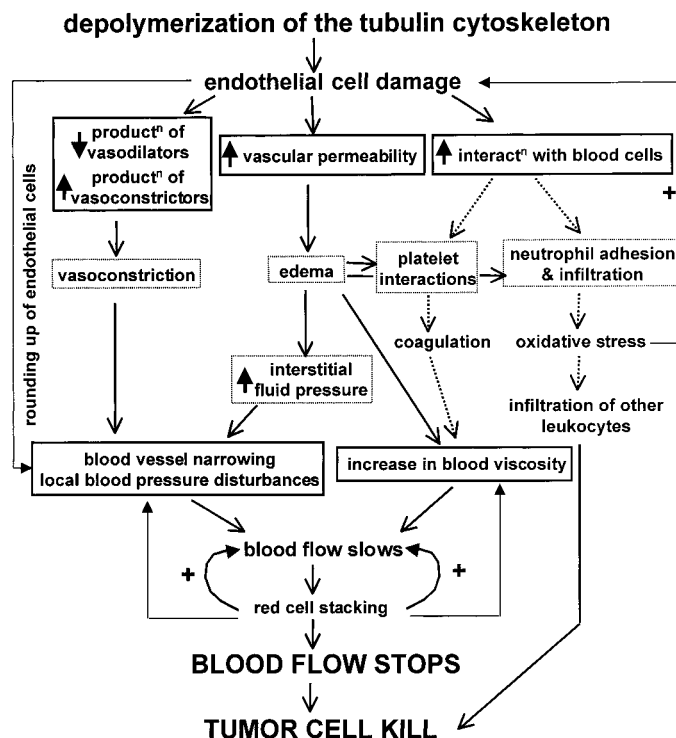 depolymerization of the tubulin cytoskeleton
endothelial cell damage
productⁿ of
vasodilators
productⁿ of
vasoconstrictors
vascular permeability
interactⁿ with blood cells
+
rounding up of endothelial cells
vasoconstriction
edema
platelet
interactions
neutrophil adhesion
& infiltration
coagulation
oxidative stress
interstitial
fluid pressure
infiltration of other
leukocytes
blood vessel narrowing
local blood pressure disturbances
increase in blood viscosity
blood flow slows
+
+
red cell stacking
BLOOD FLOW STOPS
TUMOR CELL KILL